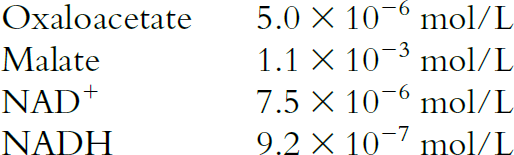 Oxaloacetate 5.0 × 10⁻⁶ mol/L
Malate 1.1 × 10⁻³ mol/L
NAD⁺ 7.5 × 10⁻⁶ mol/L
NADH 9.2 × 10⁻⁷ mol/L